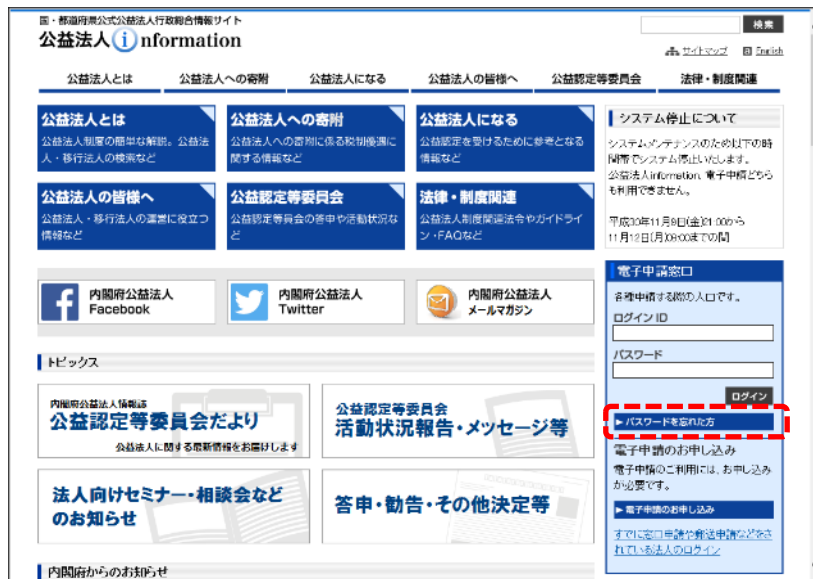 国・都道府県公式公益法人行政総合情報サイト
公益法人information
検索
サイトマップ English
公益法人とは 公益法人への寄附 公益法人になる 公益法人の皆様へ 公益認定等委員会 法律・制度関連
公益法人とは
公益法人制度の簡単な解説。公益法
人・移行法人の検索など
公益法人への寄附
公益法人への寄附に係る税制優遇に
関する情報など
公益法人になる
公益認定を受けるために参考となる
情報など
公益法人の皆様へ
公益法人・移行法人の運営に役立つ
情報など
公益認定等委員会
公益認定等委員会の答申や活動状況な
ど
法律・制度関連
公益法人制度関連法令やガイドライ
ン・FAQなど
内閣府公益法人
Facebook
内閣府公益法人
Twitter
内閣府公益法人
メールマガジン
トピックス
内閣府公益法人情報誌
公益認定等委員会だより
公益法人に関する最新情報をお届けします
公益認定等委員会
活動状況報告・メッセージ等
法人向けセミナー・相談会など
のお知らせ
答申・勧告・その他決定等
内閣府からのお知らせ
システム停止について
システムメンテナンスのため以下の時
間帯でシステム停止いたします。
公益法人information、電子申請どちら
も利用できません。
平成30年11月9日(金)21:00から
11月12日(月)09:00までの間
電子申請窓口
各種申請する際の入口です。
ログイン ID
パスワード
ログイン
パスワードを忘れた方
電子申請のお申し込み
電子申請のご利用には、お申し込み
が必要です。
電子申請のお申し込み
すでに窓口申請や郵送申請などをさ
れている法人のログイン